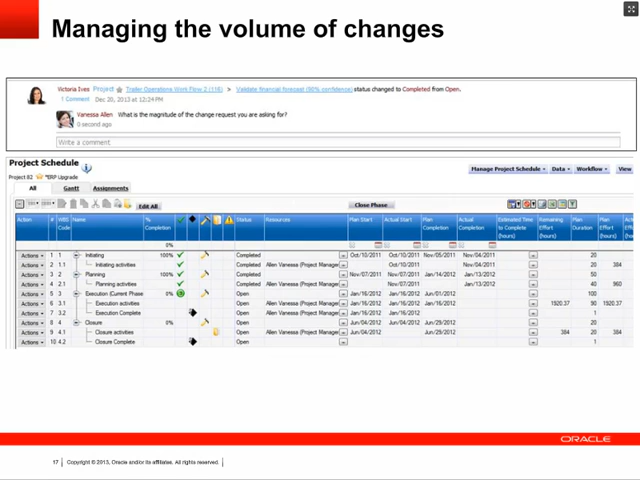 Managing the volume of changes
Victoria Ives Project Trailer Operations Work Flow 2 (116) > Validate financial forecast (80% confidence) status changed to Completed from Open.
1 Comment Dec 20, 2013 at 12:24 PM
Vanessa Allen What is the magnitude of the change request you are asking for?
0 second ago
Write a comment
Project Schedule
Project 82 *ERP Upgrade
Manage Project Schedule Data Workflow View
All Gantt Assignments
Edit All Close Phase
Action # WBS Code Name % Completion Status Resources Plan Start Actual Start Plan Completion Actual Completion Estimated Time to Complete (hours) Remaining Effort (hours) Plan Duration Plan Effort (hours) Actual
0%
Actions 1 1 Initiating 100% Completed Oct/10/2011 Oct/10/2011 Nov/05/2011 Nov/04/2011 20
Actions 2 1.1 Initiating activities Completed Allen Vanessa (Project Manager Oct/10/2011 Nov/04/2011 20 384
Actions 3 2 Planning 100% Completed Nov/07/2011 Nov/07/2011 Jan/14/2012 Jan/13/2012 50
Actions 4 2.1 Planning activities Completed Allen Vanessa (Project Manager Nov/07/2011 Jan/13/2012 40 960
Actions 5 3 Execution (Current Phase 0% Open Jan/16/2012 Jan/16/2012 Jun/01/2012 100
Actions 6 3.1 Execution activities Open Allen Vanessa (Project Manager Jan/16/2012 Jan/16/2012 1920.37 90 1920.37
Actions 7 3.2 Execution Complete Open Allen Vanessa (Project Manager Jan/16/2012 Jan/16/2012 1
Actions 8 4 Closure 0% Open Jun/04/2012 Jun/04/2012 Jun/29/2012 20
Actions 9 4.1 Closure activities Open Allen Vanessa (Project Manager Jun/04/2012 Jun/29/2012 384 20 384
Actions 10 4.2 Closure Complete Open 1
ORACLE
17 Copyright © 2013, Oracle and/or its affiliates. All rights reserved.